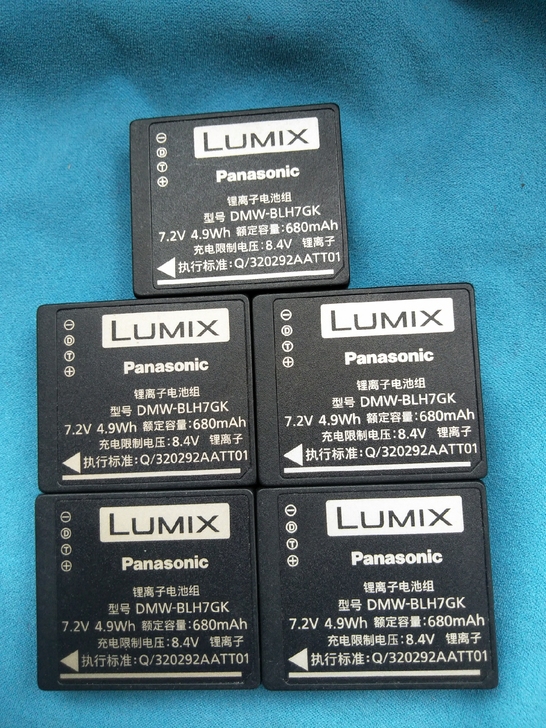 LUMIX
Panasonic
锂离子电池组
型号 DMW-BLH7GK
7.2V 4.9Wh 额定容量:680mAh
充电限制电压:8.4V 锂离子
执行标准:Q/320292AATT01
⊖
D
T
⊕
LUMIX
Panasonic
锂离子电池组
型号 DMW-BLH7GK
7.2V 4.9Wh 额定容量:680mAh
充电限制电压:8.4V 锂离子
执行标准:Q/320292AATT01
⊖
D
T
⊕
LUMIX
Panasonic
锂离子电池组
型号 DMW-BLH7GK
7.2V 4.9Wh 额定容量:680mAh
充电限制电压:8.4V 锂离子
执行标准:Q/320292AATT01
⊖
D
T
⊕
LUMIX
Panasonic
锂离子电池组
型号 DMW-BLH7GK
7.2V 4.9Wh 额定容量:680mAh
充电限制电压:8.4V 锂离子
执行标准:Q/320292AATT01
⊖
D
T
⊕
LUMIX
Panasonic
锂离子电池组
型号 DMW-BLH7GK
7.2V 4.9Wh 额定容量:680mAh
充电限制电压:8.4V 锂离子
执行标准:Q/320292AATT01
⊖
D
T
⊕